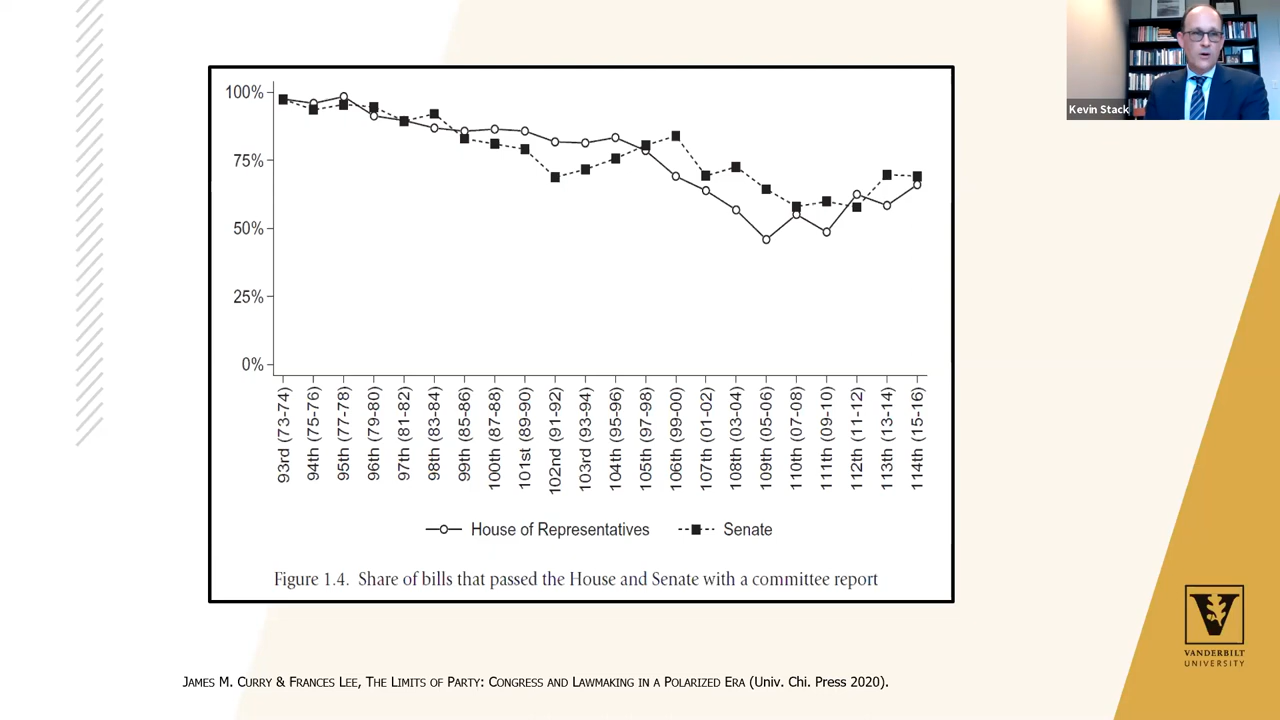 Kevin Stack
100%
75%
50%
25%
0%
93rd (73-74)
94th (75-76)
95th (77-78)
96th (79-80)
97th (81-82)
98th (83-84)
99th (85-86)
100th (87-88)
101st (89-90)
102nd (91-92)
103rd (93-94)
104th (95-96)
105th (97-98)
106th (99-00)
107th (01-02)
108th (03-04)
109th (05-06)
110th (07-08)
111th (09-10)
112th (11-12)
113th (13-14)
114th (15-16)
House of Representatives
Senate
Figure 1.4. Share of bills that passed the House and Senate with a committee report
V
VANDERBILT
UNIVERSITY
JAMES M. CURRY & FRANCES LEE, THE LIMITS OF PARTY: CONGRESS AND LAWMAKING IN A POLARIZED ERA (Univ. Chi. Press 2020).